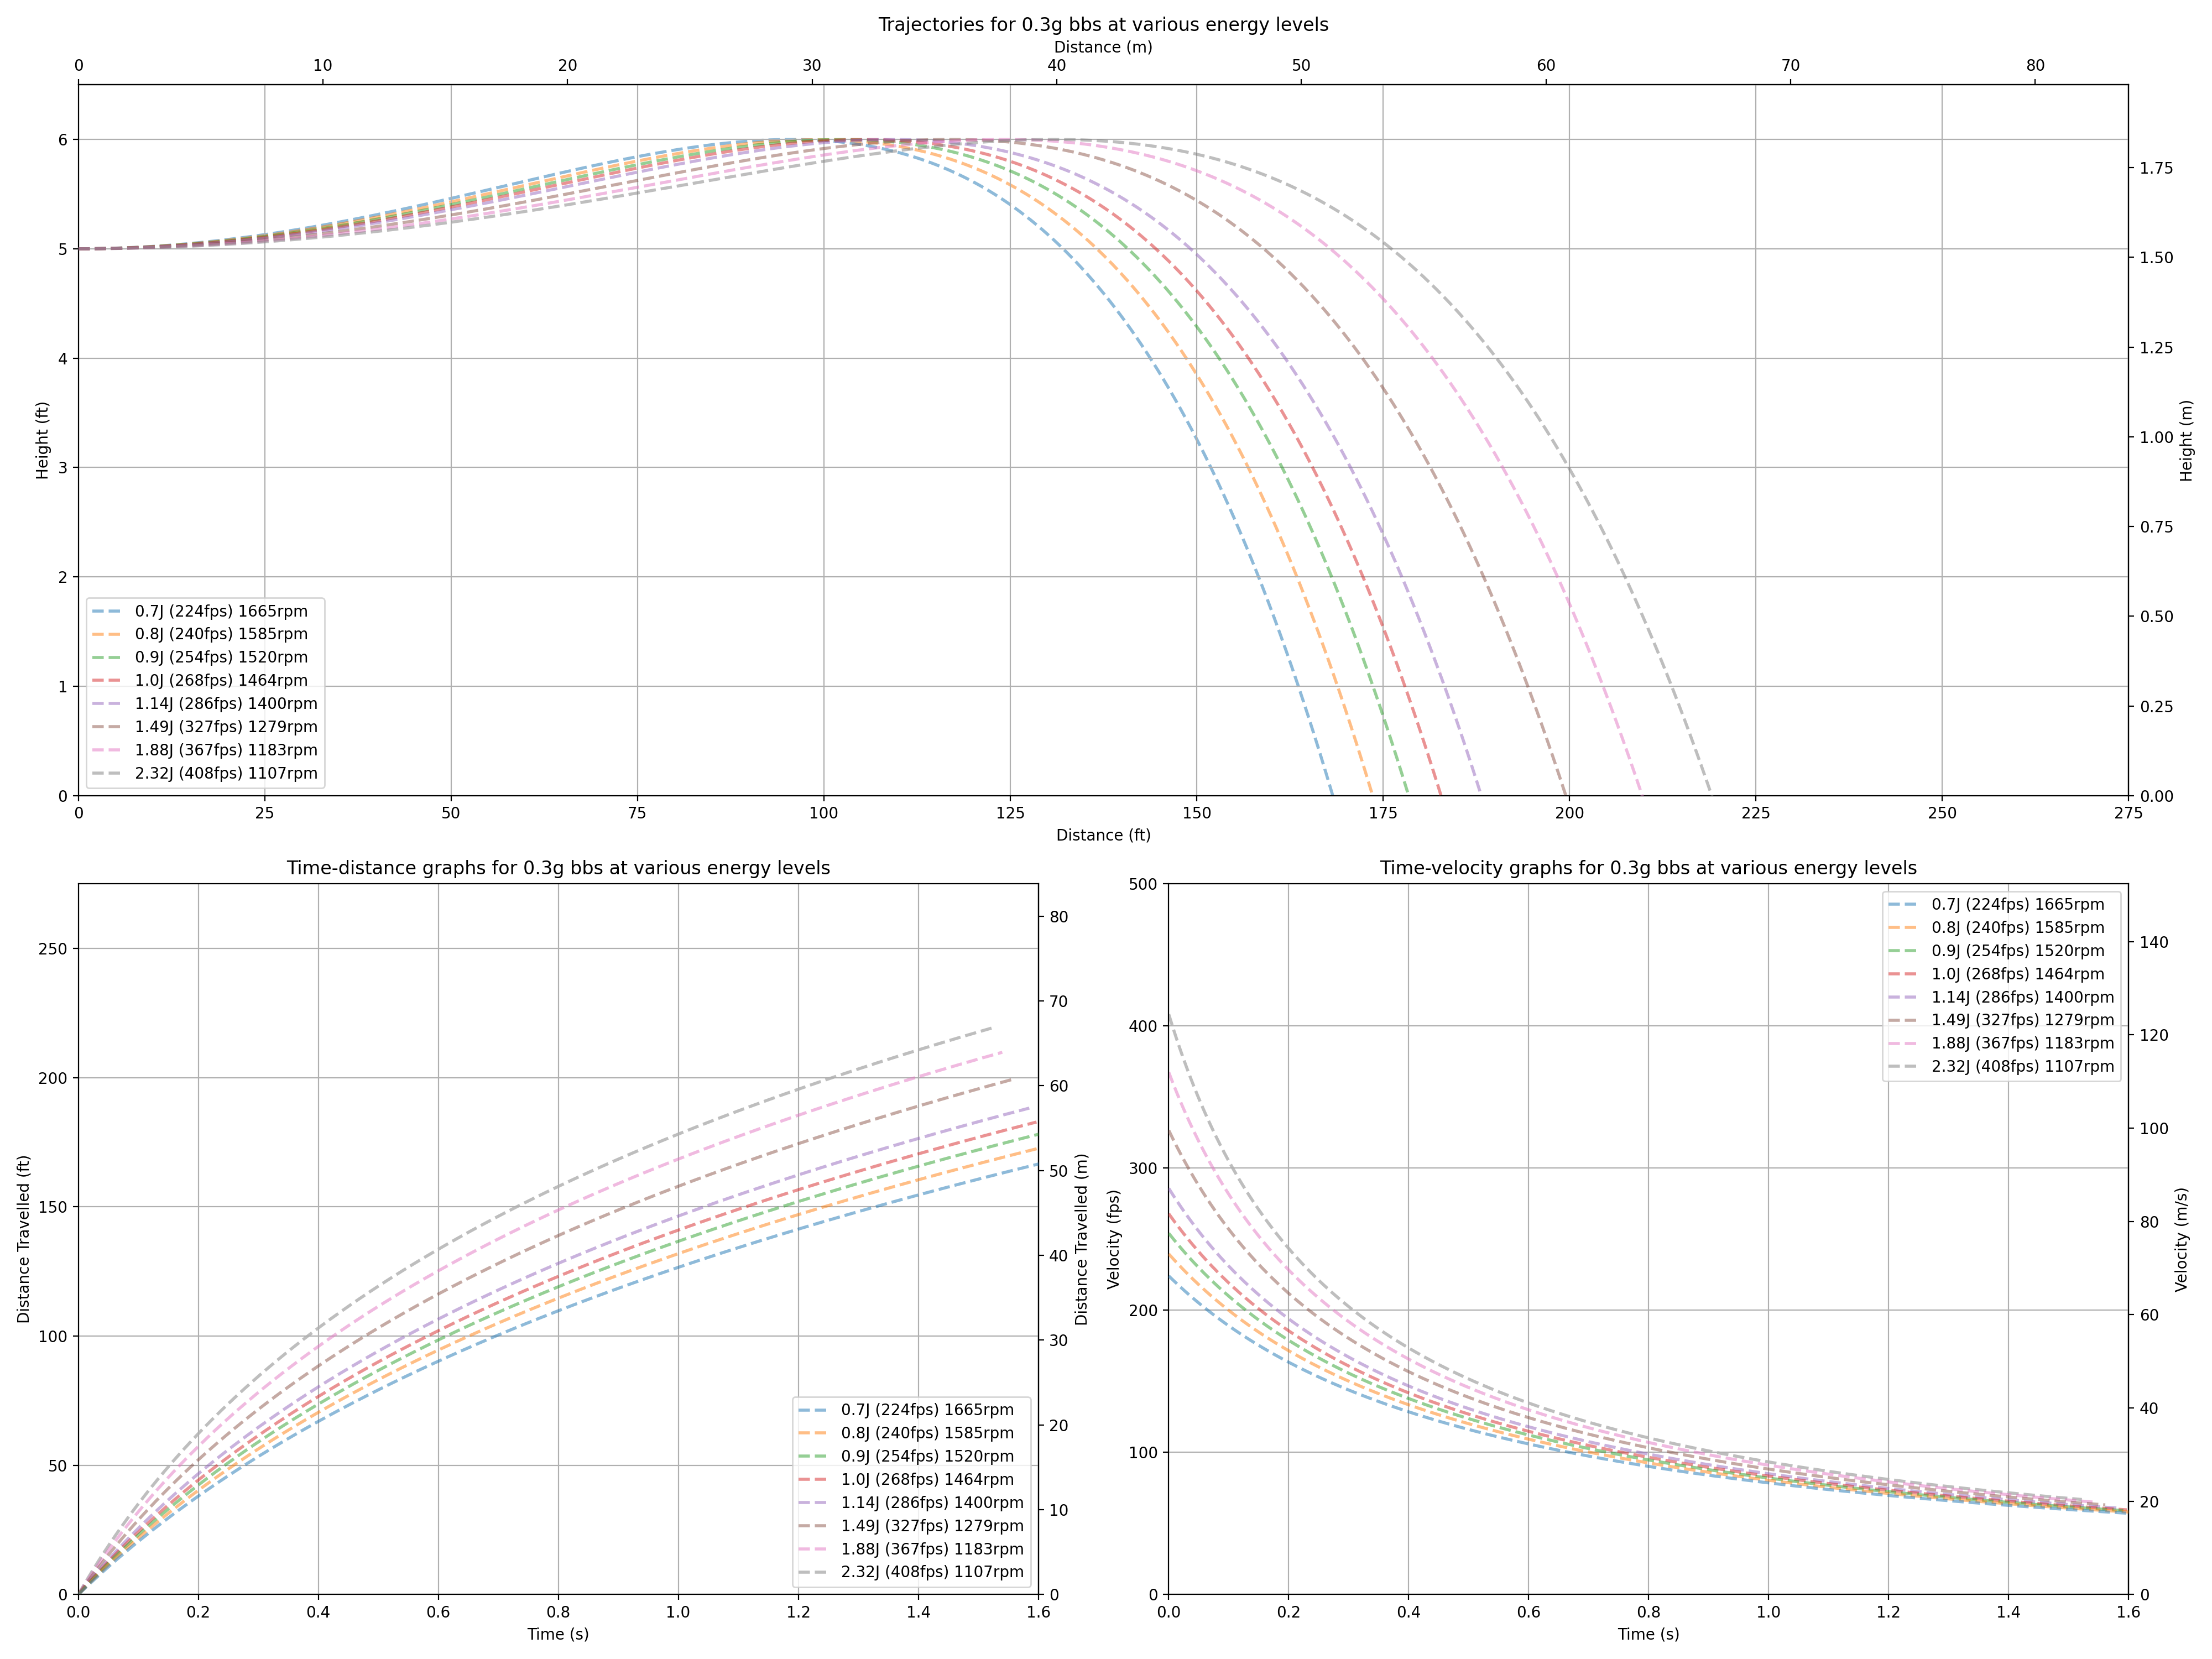 Trajectories for 0.3g bbs at various energy levels
Distance (m)
0 10 20 30 40 50 60 70 80
6
5
4
3
2
1
0
Height (ft)
1.75
1.50
1.25
1.00
0.75
0.50
0.25
0.00
Height (m)
0.7J (224fps) 1665rpm
0.8J (240fps) 1585rpm
0.9J (254fps) 1520rpm
1.0J (268fps) 1464rpm
1.14J (286fps) 1400rpm
1.49J (327fps) 1279rpm
1.88J (367fps) 1183rpm
2.32J (408fps) 1107rpm
0 25 50 75 100 125 150 175 200 225 250 275
Distance (ft)
Time-distance graphs for 0.3g bbs at various energy levels
250
200
150
100
50
0
Distance Travelled (ft)
80
70
60
50
40
30
20
10
0
Distance Travelled (m)
0.7J (224fps) 1665rpm
0.8J (240fps) 1585rpm
0.9J (254fps) 1520rpm
1.0J (268fps) 1464rpm
1.14J (286fps) 1400rpm
1.49J (327fps) 1279rpm
1.88J (367fps) 1183rpm
2.32J (408fps) 1107rpm
0.0 0.2 0.4 0.6 0.8 1.0 1.2 1.4 1.6
Time (s)
Time-velocity graphs for 0.3g bbs at various energy levels
500
400
300
200
100
0
Velocity (fps)
0.7J (224fps) 1665rpm
0.8J (240fps) 1585rpm
0.9J (254fps) 1520rpm
1.0J (268fps) 1464rpm
1.14J (286fps) 1400rpm
1.49J (327fps) 1279rpm
1.88J (367fps) 1183rpm
2.32J (408fps) 1107rpm
140
120
100
80
60
40
20
0
Velocity (m/s)
0.0 0.2 0.4 0.6 0.8 1.0 1.2 1.4 1.6
Time (s)